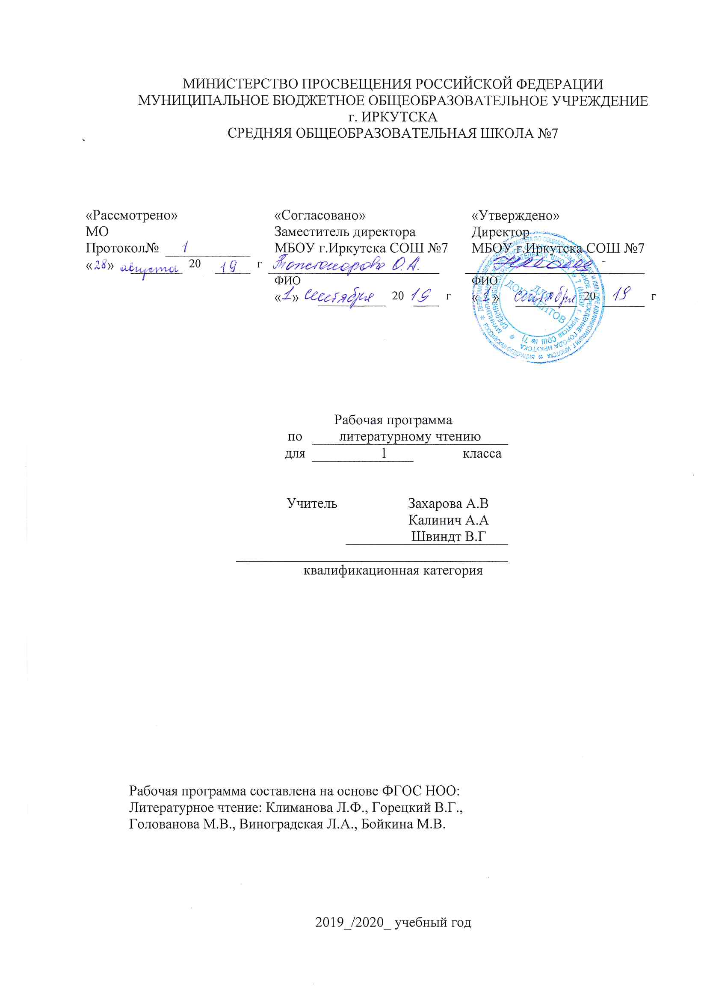 МИНИСТЕРСТВО ПРОСВЕЩЕНИЯ РОССИЙСКОЙ ФЕДЕРАЦИИ
МУНИЦИПАЛЬНОЕ БЮДЖЕТНОЕ ОБЩЕОБРАЗОВАТЕЛЬНОЕ УЧРЕЖДЕНИЕ
г. ИРКУТСКА
СРЕДНЯЯ ОБЩЕОБРАЗОВАТЕЛЬНАЯ ШКОЛА №7
«Рассмотрено»
МО
Протокол№ 1
«28» августа 20 19 г
«Согласовано»
Заместитель директора
МБОУ г.Иркутска СОШ №7
О.А.
ФИО
«1» сентября 20 19 г
«Утверждено»
Директор
МБОУ г.Иркутска СОШ №7
ФИО
«1» сентября 20 19 г
ДЛЯ
ДОКУМЕНТОВ
Рабочая программа
по литературному чтению
для 1 класса
Учитель Захарова А.В
Калинич А.А
Швиндт В.Г
квалификационная категория
Рабочая программа составлена на основе ФГОС НОО:
Литературное чтение: Климанова Л.Ф., Горецкий В.Г.,
Голованова М.В., Виноградская Л.А., Бойкина М.В.
2019_/2020_ учебный год